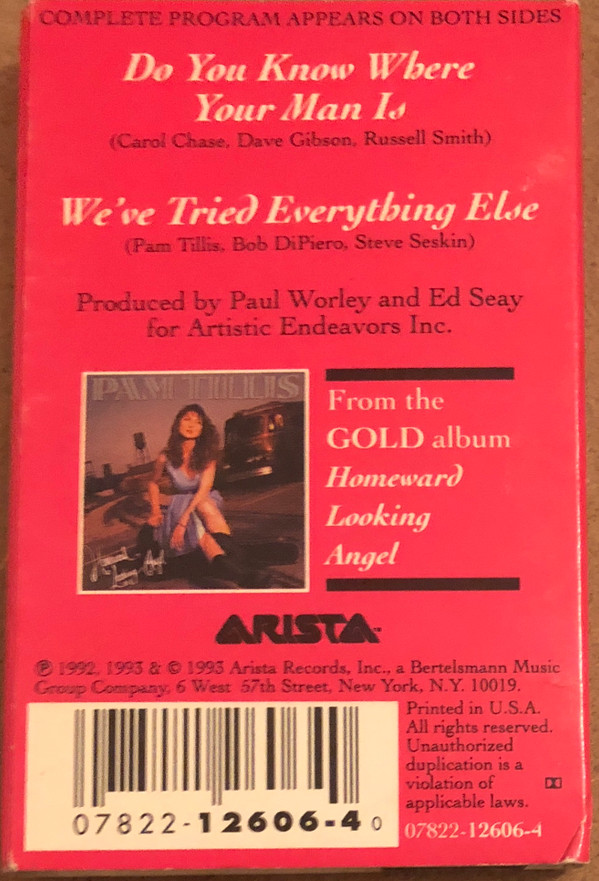 COMPLETE PROGRAM APPEARS ON BOTH SIDES
Do You Know Where
Your Man Is
(Carol Chase, Dave Gibson, Russell Smith)
We've Tried Everything Else
(Pam Tillis, Bob DiPiero, Steve Seskin)
Produced by Paul Worley and Ed Seay
for Artistic Endeavors Inc.
PAM TILLIS
From the
GOLD album
Homeward
Looking
Angel
ARISTA™
℗ 1992, 1993 & © 1993 Arista Records, Inc., a Bertelsmann Music
Group Company, 6 West 57th Street, New York, N.Y. 10019.
Printed in U.S.A.
All rights reserved.
Unauthorized
duplication is a
violation of
applicable laws.
07822-12606-4 0
07822-12606-4